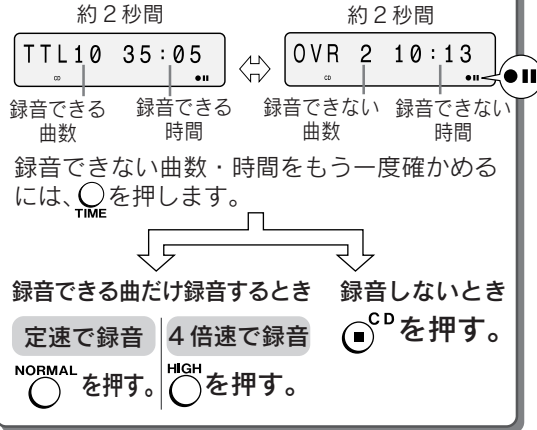 約2秒間 約2秒間
TTL10 35:05 OVR 2 10:13
CD CD
録音できる 録音できる 録音できない 録音できない
曲数 時間 曲数 時間
録音できない曲数・時間をもう一度確かめる
には、TIMEを押します。
録音できる曲だけ録音するとき 録音しないとき
定速で録音 4倍速で録音 CDを押す。
NORMALを押す。 HIGHを押す。